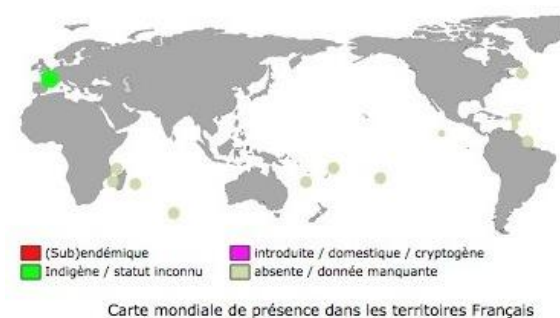 (Sub)endémique
introduite / domestique / cryptogène
Indigène / statut inconnu
absente / donnée manquante
Carte mondiale de présence dans les territoires Français